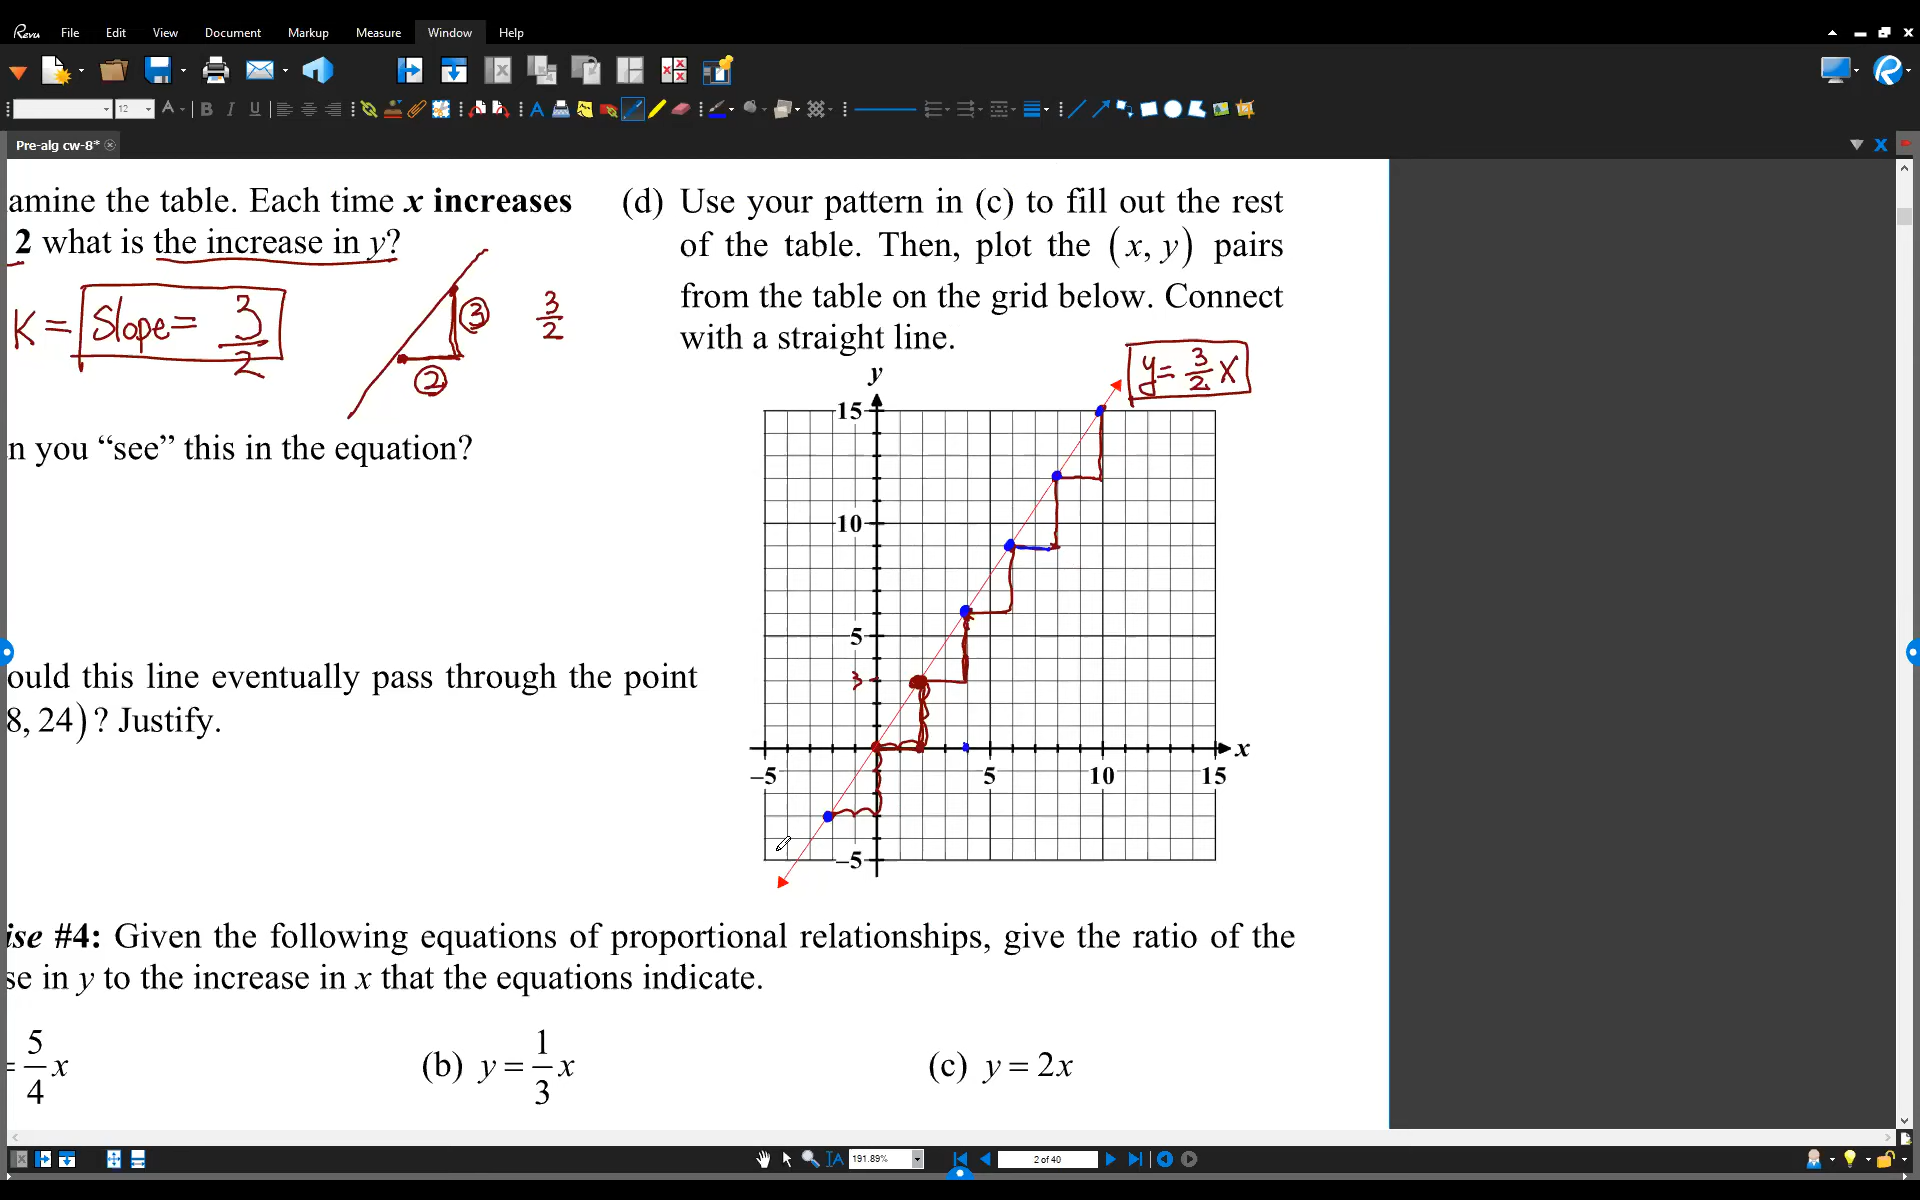 Revu File Edit View Document Markup Measure Window Help
12
Pre-alg cw-8*
amine the table. Each time x increases
2 what is the increase in y?
K = Slope = 3/2
3
2
3/2
n you “see” this in the equation?
ould this line eventually pass through the point
8, 24)? Justify.
(d) Use your pattern in (c) to fill out the rest
of the table. Then, plot the (x, y) pairs
from the table on the grid below. Connect
with a straight line.
y = 3/2 x
y
15
10
5
3
-5 5 10 15 x
-5
ise #4: Given the following equations of proportional relationships, give the ratio of the
se in y to the increase in x that the equations indicate.
= 5/4 x (b) y = 1/3 x (c) y = 2x
191.89% 2 of 40